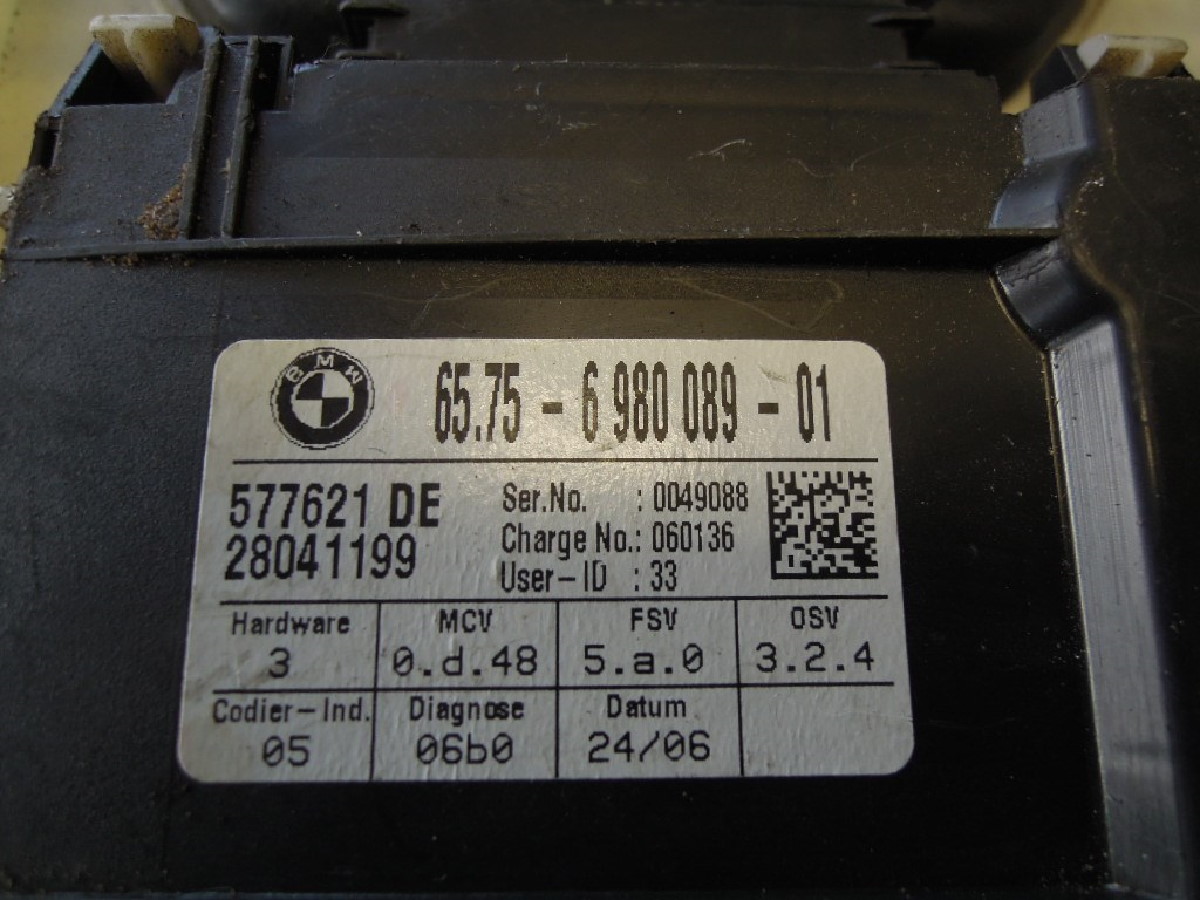 BMW
65.75 - 6 980 089 - 01
577621 DE
28041199
Ser.No. : 0049088
Charge No.: 060136
User-ID : 33
Hardware MCV FSV OSV
3 0.d.48 5.a.0 3.2.4
Codier-Ind. Diagnose Datum
05 06b0 24/06